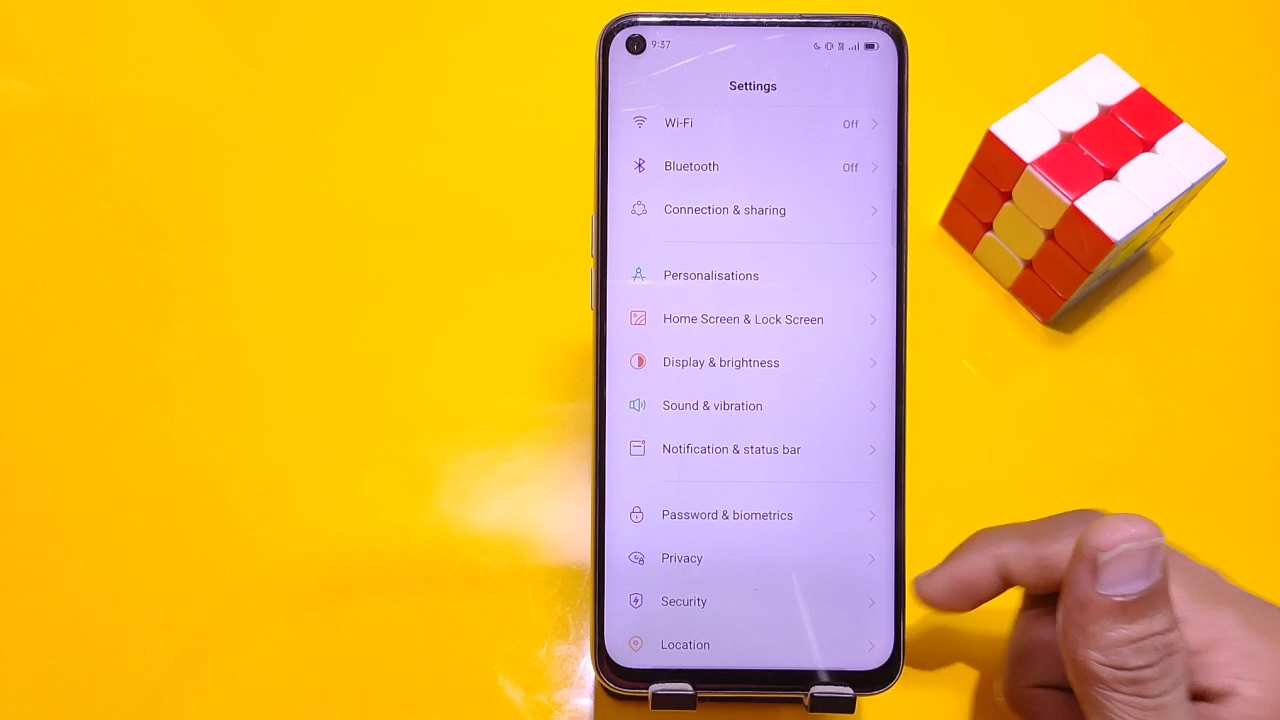 9:37
Settings
Wi-Fi Off
Bluetooth Off
Connection & sharing
Personalisations
Home Screen & Lock Screen
Display & brightness
Sound & vibration
Notification & status bar
Password & biometrics
Privacy
Security
Location